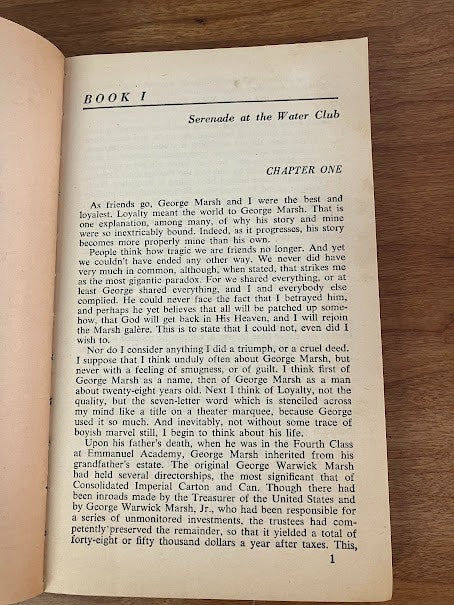 BOOK I
Serenade at the Water Club
CHAPTER ONE
As friends go, George Marsh and I were the best and
loyalest. Loyalty meant the world to George Marsh. That is
one explanation, among many, of why his story and mine
were so inextricably bound. Indeed, as it progresses, his story
becomes more properly mine than his own.
People think how tragic we are friends no longer. And yet
we couldn't have ended any other way. We never did have
very much in common, although, when stated, that strikes me
as the most gigantic paradox. For we shared everything, or at
least George shared everything, and I and everybody else
complied. He could never face the fact that I betrayed him,
and perhaps he yet believes that all will be patched up some-
how, that God will get back in His Heaven, and I will rejoin
the Marsh galère. This is to state that I could not, even did I
wish to.
Nor do I consider anything I did a triumph, or a cruel deed.
I suppose that I think unduly often about George Marsh, but
never with a feeling of smugness, or of guilt. I think first of
George Marsh as a name, then of George Marsh as a man
about twenty-eight years old. Next I think of Loyalty, not the
quality, but the seven-letter word which is stenciled across
my mind like a title on a theater marquee, because George
used it so much. And inevitably, not without some trace of
boyish marvel still, I begin to think about his life.
Upon his father's death, when he was in the Fourth Class
at Emmanuel Academy, George Marsh inherited from his
grandfather's estate. The original George Warwick Marsh
had held several directorships, the most significant that of
Consolidated Imperial Carton and Can. Though there had
been inroads made by the Treasurer of the United States and
by George Warwick Marsh, Jr., who had been responsible for
a series of unmonitored investments, the trustees had com-
petently preserved the remainder, so that it yielded a total of
forty-eight or fifty thousand dollars a year after taxes. This,
1